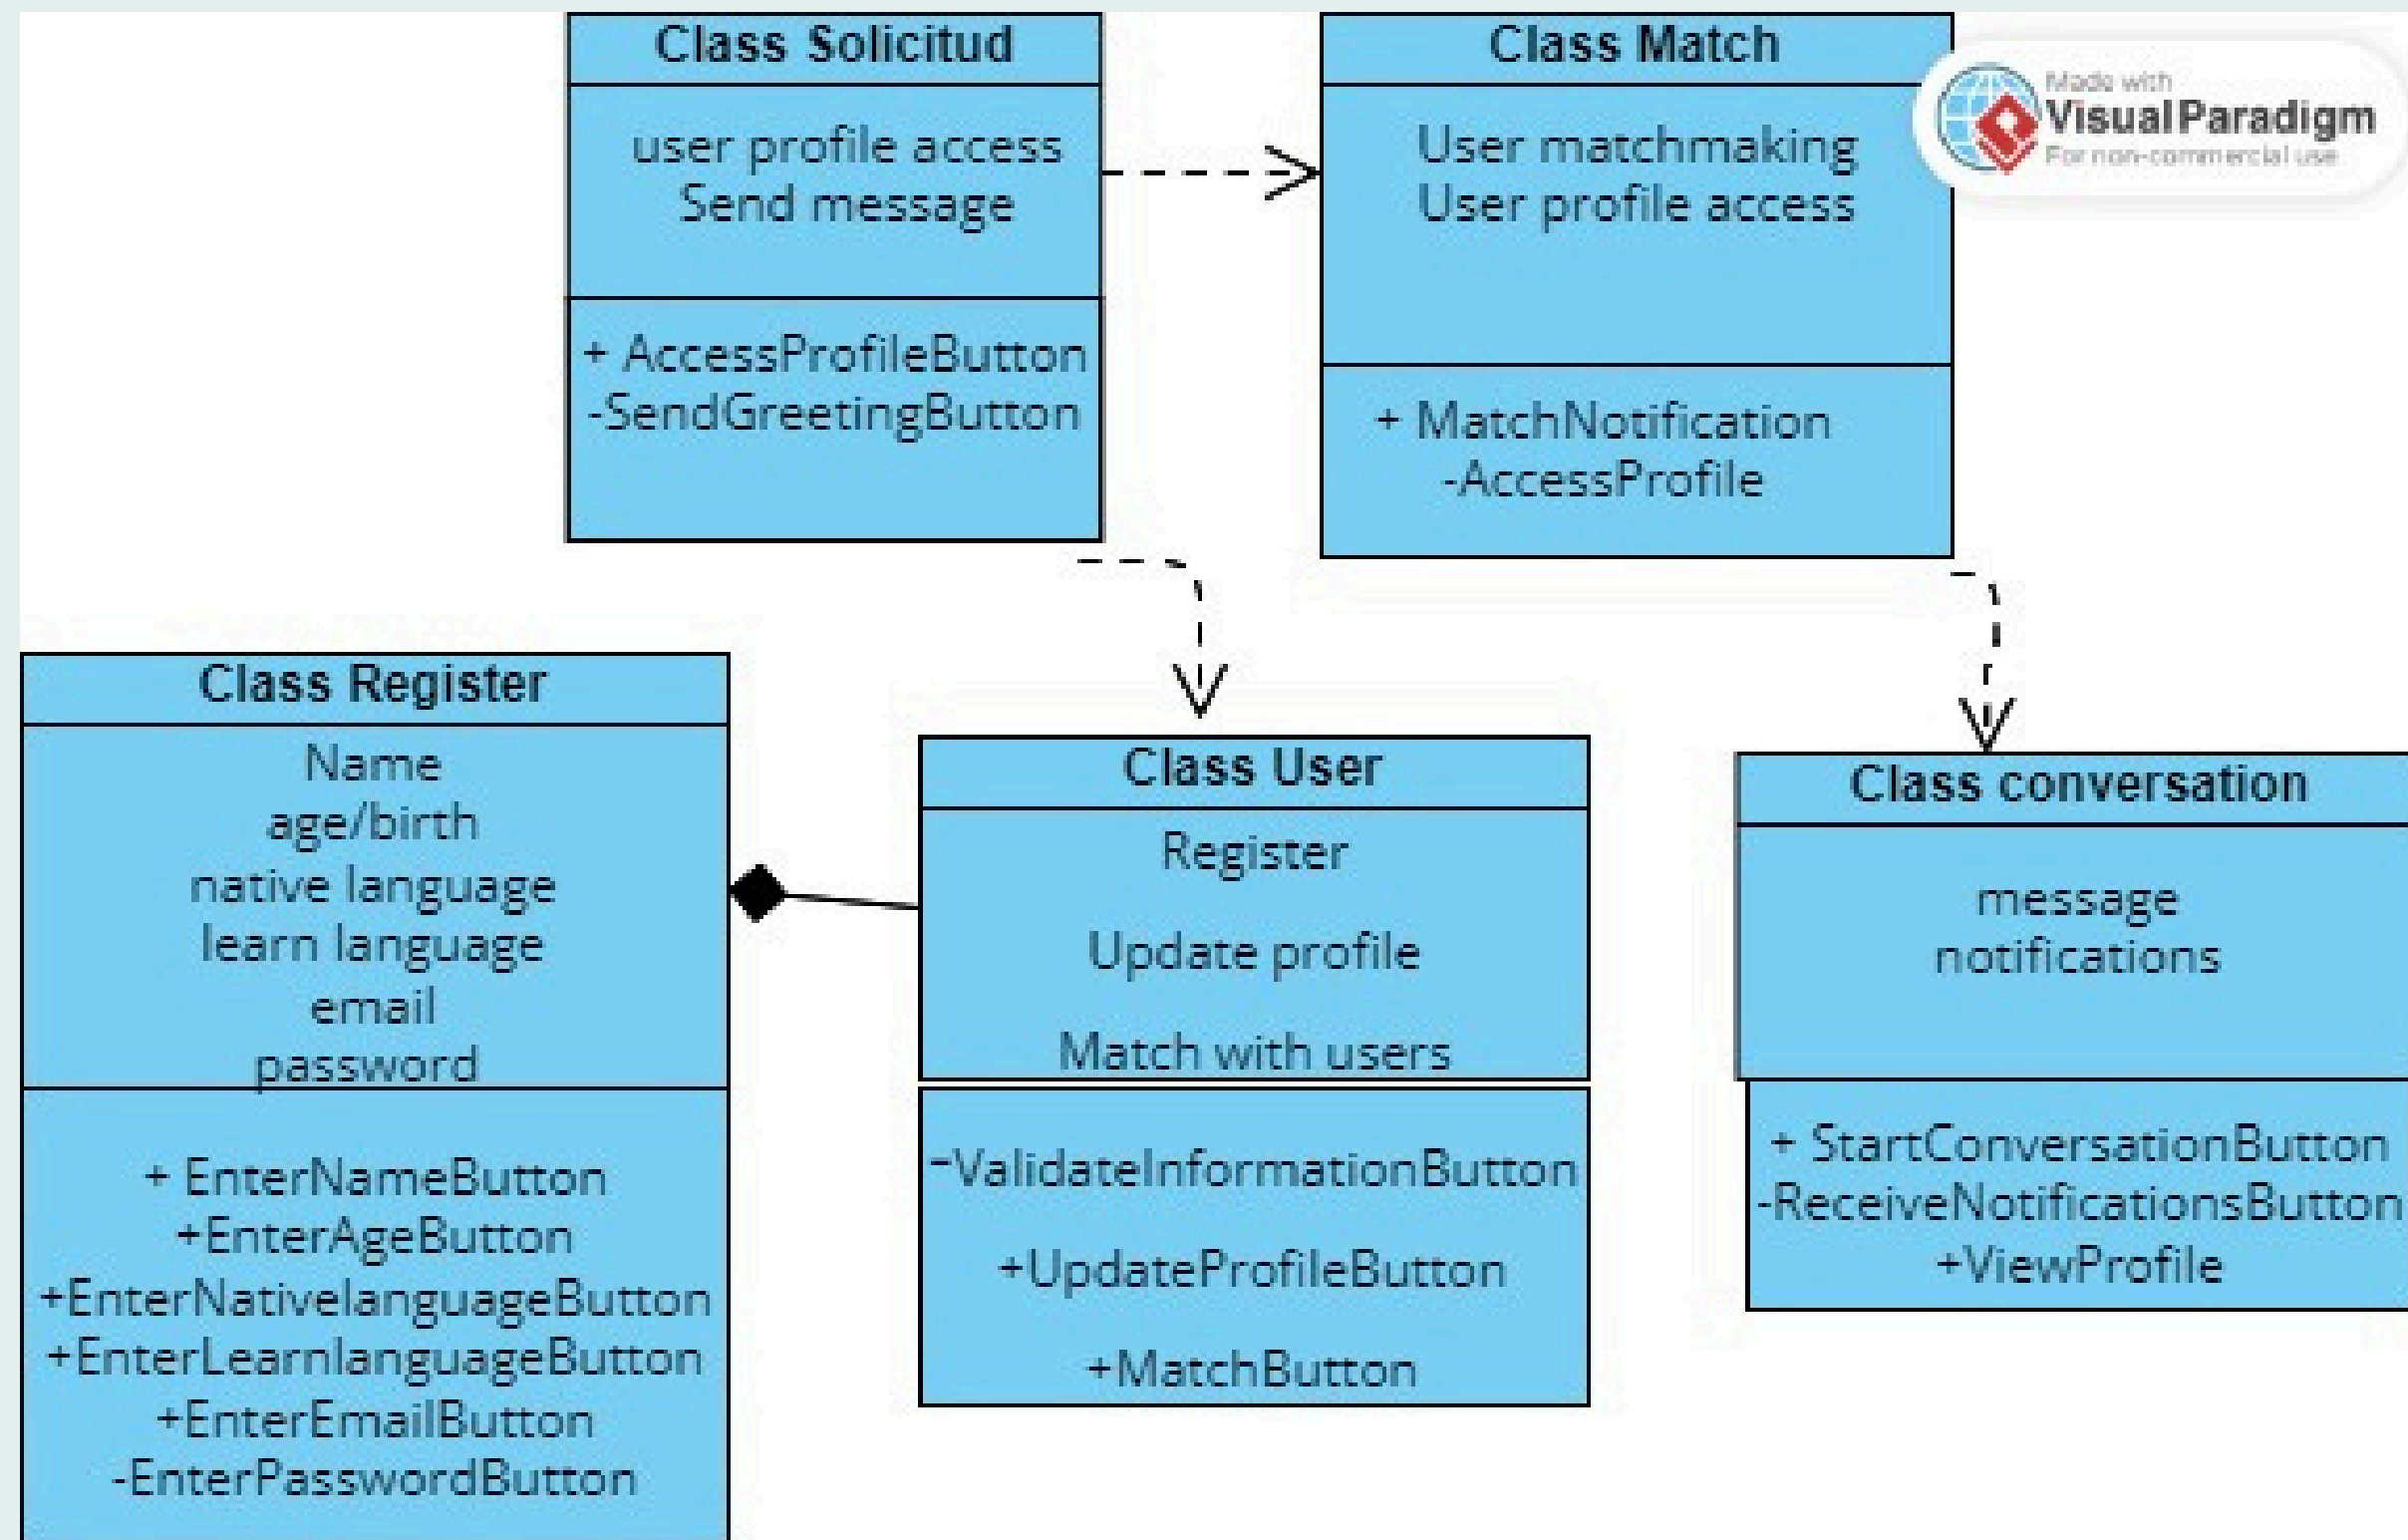 Class Solicitud
user profile access
Send message
+ AccessProfileButton
-SendGreetingButton
Class Match
User matchmaking
User profile access
+ MatchNotification
-AccessProfile
Made with
Visual Paradigm
For non-commercial use
Class Register
Name
age/birth
native language
learn language
email
password
+ EnterNameButton
+EnterAgeButton
+EnterNativelanguageButton
+EnterLearnlanguageButton
+EnterEmailButton
-EnterPasswordButton
Class User
Register
Update profile
Match with users
-ValidateInformationButton
+UpdateProfileButton
+MatchButton
Class conversation
message
notifications
+ StartConversationButton
-ReceiveNotificationsButton
+ViewProfile